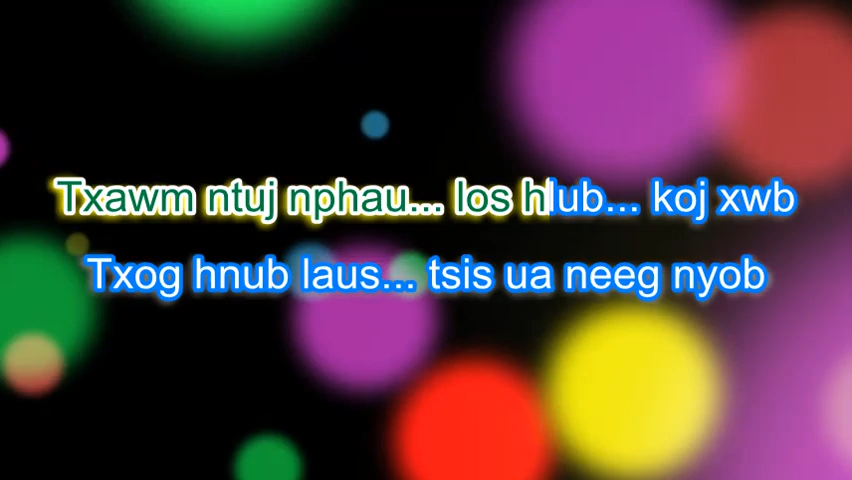 Txawm ntuj nphau... los hlub... koj xwb
Txog hnub laus... tsis ua neeg nyob